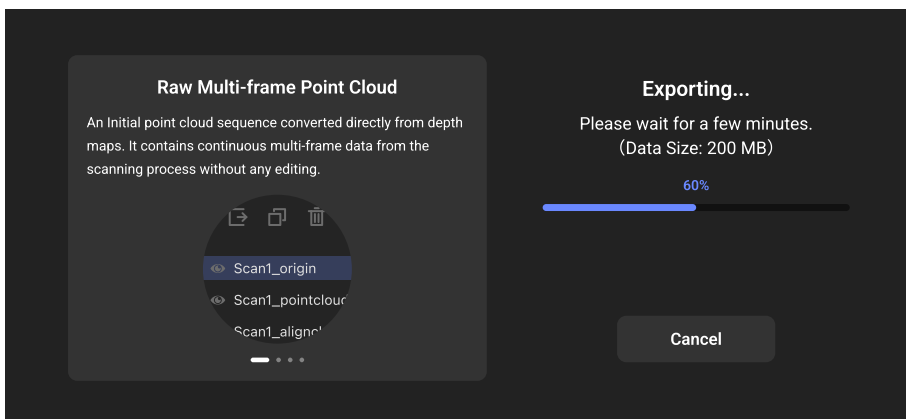 Raw Multi-frame Point Cloud
An Initial point cloud sequence converted directly from depth
maps. It contains continuous multi-frame data from the
scanning process without any editing.
Scan1_origin
Scan1_pointclou
Exporting...
Please wait for a few minutes.
（Data Size: 200 MB）
60%
Cancel